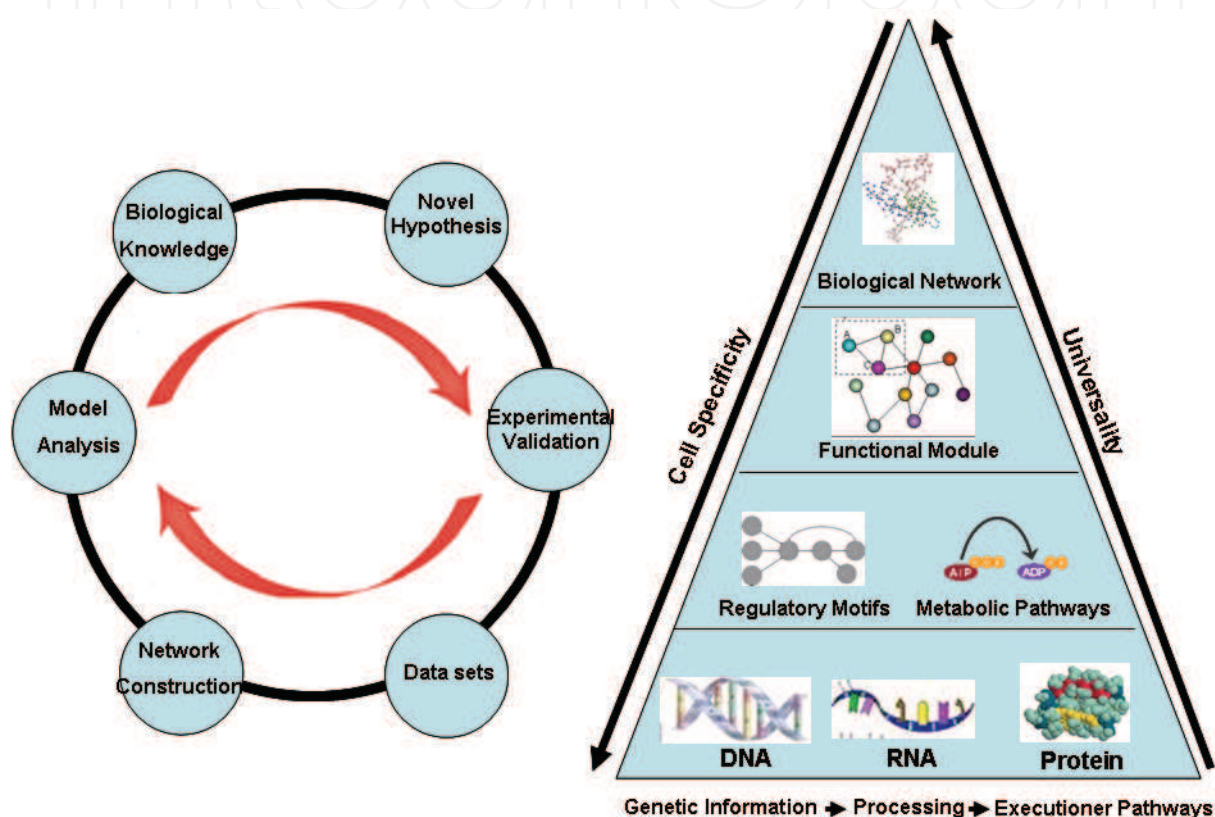 Biological
Knowledge
Novel
Hypothesis
Model
Analysis
Experimental
Validation
Network
Construction
Data sets
Cell Specificity
Universality
Biological Network
A
B
C
Functional Module
Regulatory Motifs
ADP
Metabolic Pathways
DNA
RNA
Protein
Genetic Information Processing Executioner Pathways